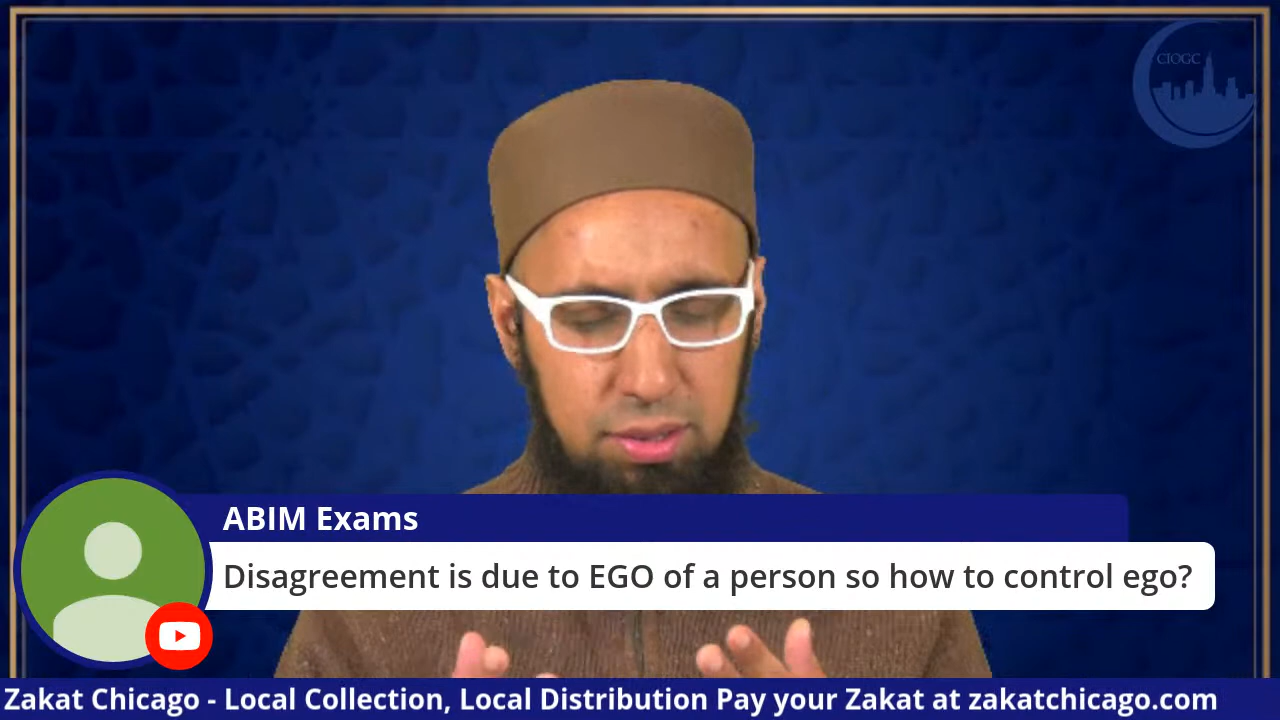 CIOGC
ABIM Exams
Disagreement is due to EGO of a person so how to control ego?
Zakat Chicago - Local Collection, Local Distribution Pay your Zakat at zakatchicago.com